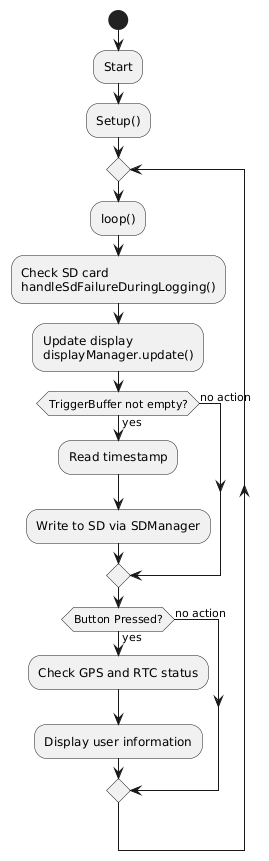 Start
Setup()
loop()
Check SD card
handleSdFailureDuringLogging()
Update display
displayManager.update()
TriggerBuffer not empty?
no action
yes
Read timestamp
Write to SD via SDManager
Button Pressed?
no action
yes
Check GPS and RTC status
Display user information